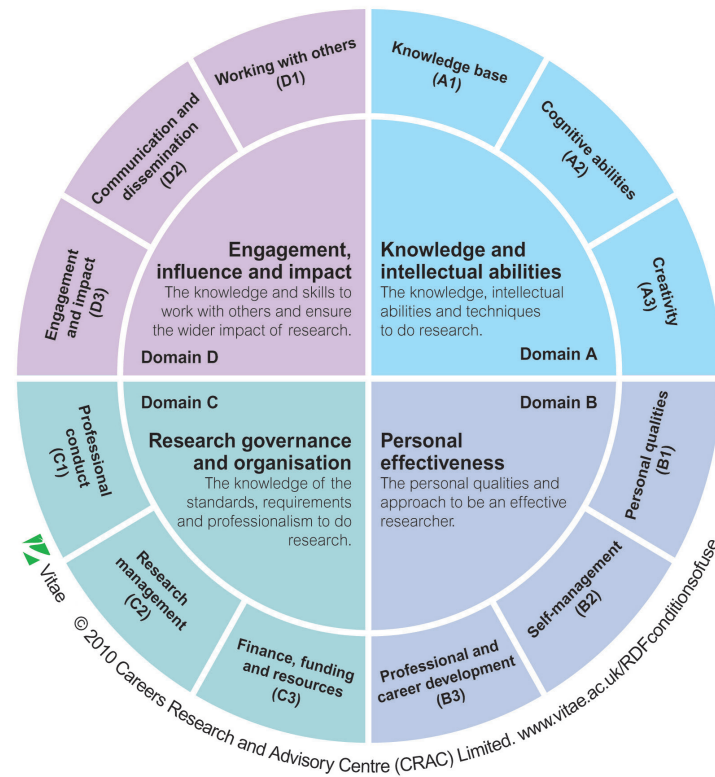 Working with others
(D1)
Communication and
dissemination
(D2)
Engagement
and impact
(D3)
Engagement,
influence and impact
The knowledge and skills to
work with others and ensure
the wider impact of research.
Domain D
Knowledge base
(A1)
Cognitive abilities
(A2)
Creativity
(A3)
Knowledge and
intellectual abilities
The knowledge, intellectual
abilities and techniques
to do research.
Domain A
Domain B
Personal
effectiveness
The personal qualities and
approach to be an effective
researcher.
Personal qualities
(B1)
Self-management
(B2)
Professional and
career development
(B3)
Domain C
Research governance
and organisation
The knowledge of the
standards, requirements
and professionalism to do
research.
Professional
conduct
(C1)
Research
management
(C2)
Finance, funding
and resources
(C3)
Vitae
© 2010 Careers Research and Advisory Centre (CRAC) Limited. www.vitae.ac.uk/RDFconditionsofuse